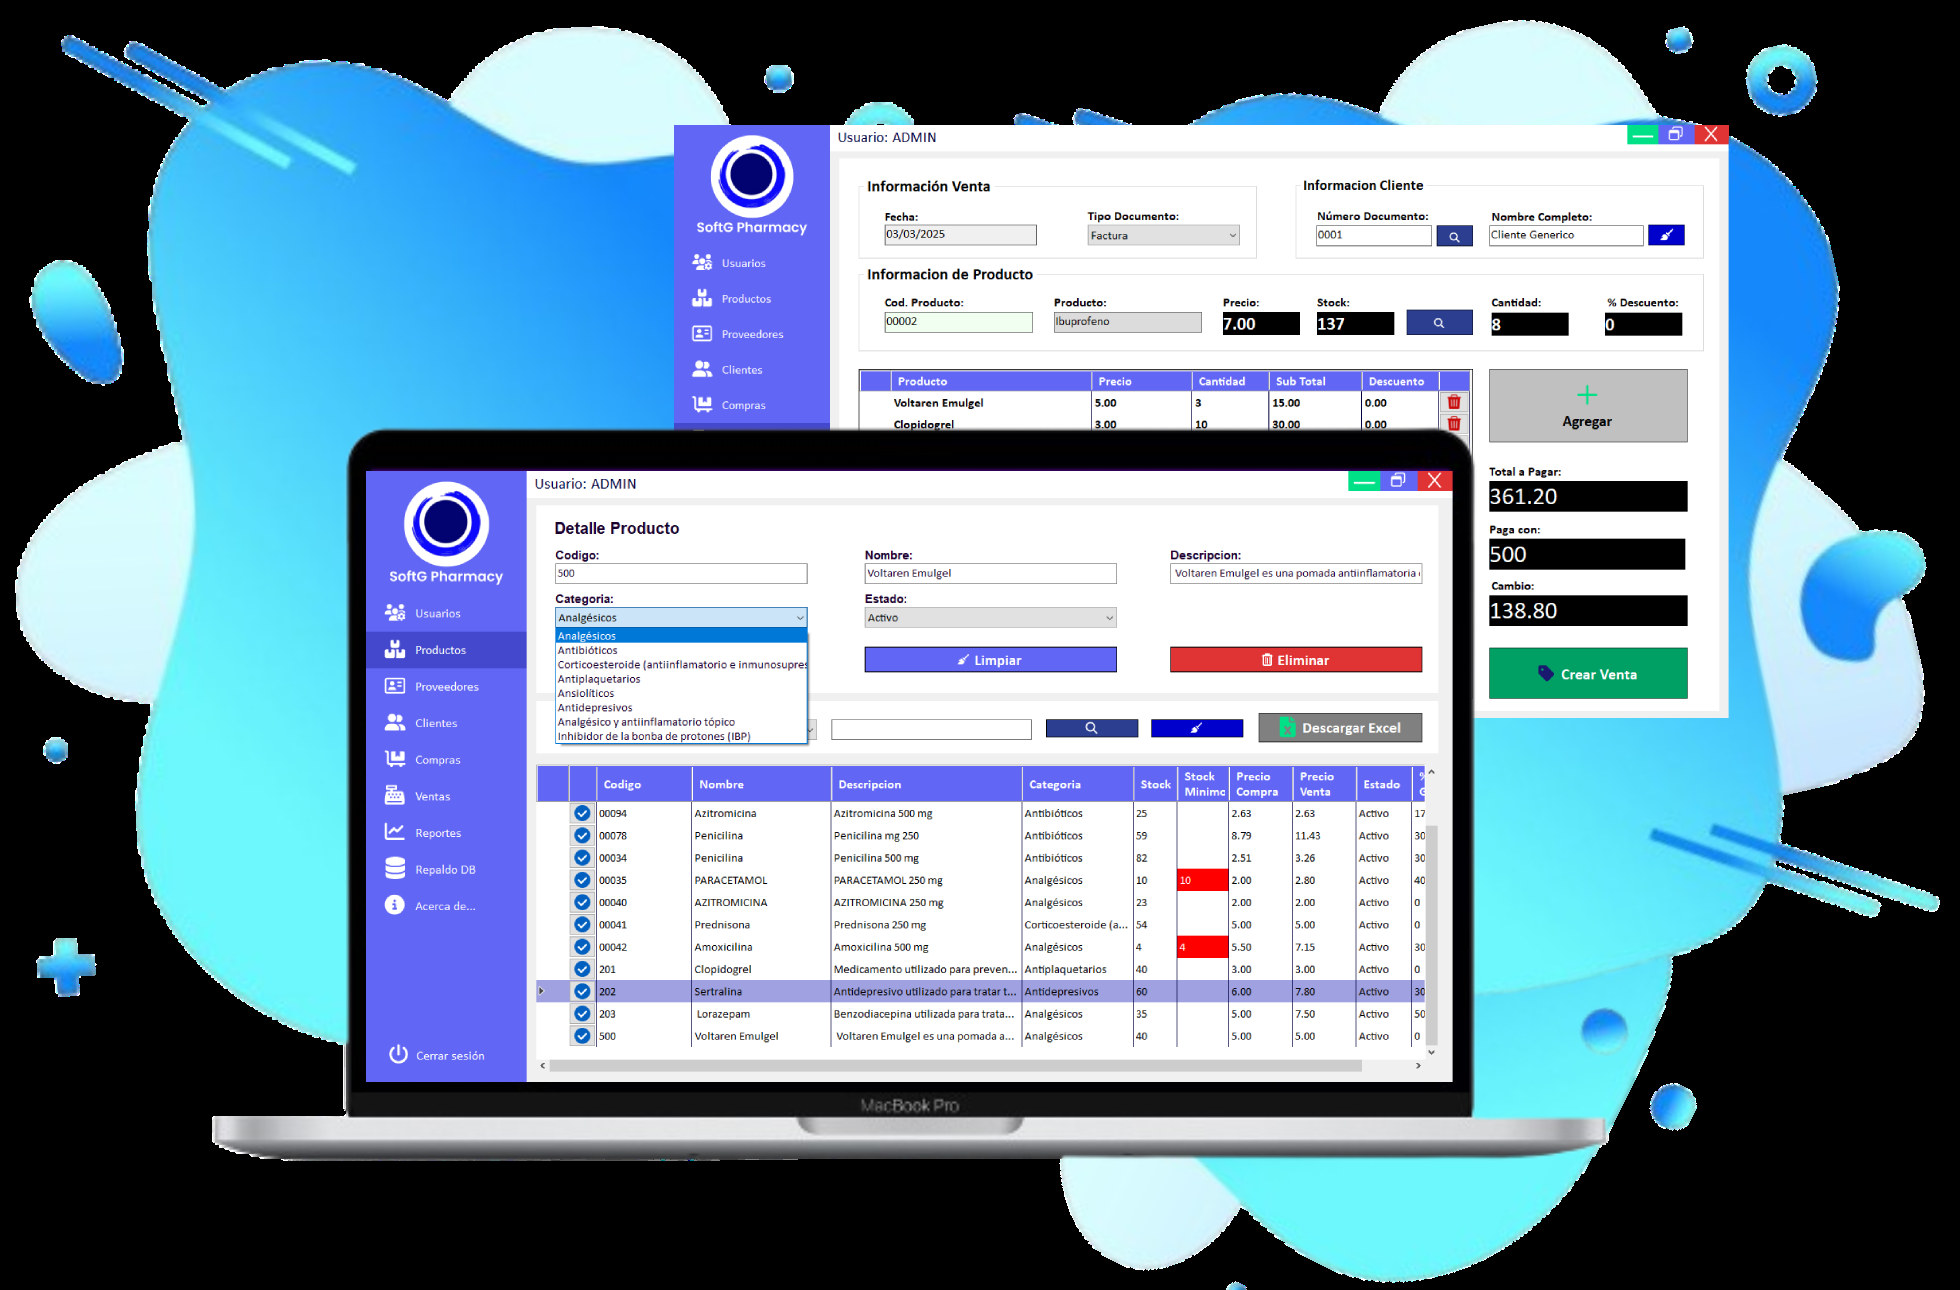 Usuario: ADMIN
SoftG Pharmacy
Usuarios
Productos
Proveedores
Clientes
Compras
Información Venta
Fecha:
03/03/2025
Tipo Documento:
Factura
Informacion Cliente
Número Documento:
0001
Nombre Completo:
Cliente Generico
Informacion de Producto
Cod. Producto:
00002
Producto:
Ibuprofeno
Precio:
7.00
Stock:
137
Cantidad:
8
% Descuento:
0
Producto Precio Cantidad Sub Total Descuento
Voltaren Emulgel 5.00 3 15.00 0.00
Clopidogrel 3.00 10 30.00 0.00
Agregar
Total a Pagar:
361.20
Paga con:
500
Cambio:
138.80
Crear Venta
Usuario: ADMIN
SoftG Pharmacy
Usuarios
Productos
Proveedores
Clientes
Compras
Ventas
Reportes
Repaldo DB
Acerca de...
Cerrar sesión
Detalle Producto
Codigo:
500
Nombre:
Voltaren Emulgel
Descripcion:
Voltaren Emulgel es una pomada antiinflamatoria
Categoria:
Analgésicos
Estado:
Activo
Analgésicos
Antibióticos
Corticoesteroide (antiinflamatorio e inmunosupres
Antiplaquetarios
Ansiolíticos
Antidepresivos
Analgésico y antiinflamatorio tópico
Inhibidor de la bonba de protones (IBP)
Limpiar
Eliminar
Descargar Excel
Codigo Nombre Descripcion Categoria Stock Stock Minimo Precio Compra Precio Venta Estado %
00094 Azitromicina Azitromicina 500 mg Antibióticos 25 2.63 2.63 Activo 17
00078 Penicilina Penicilina mg 250 Antibióticos 59 8.79 11.43 Activo 30
00034 Penicilina Penicilina 500 mg Antibióticos 82 2.51 3.26 Activo 30
00035 PARACETAMOL PARACETAMOL 250 mg Analgésicos 10 10 2.00 2.80 Activo 40
00040 AZITROMICINA AZITROMICINA 250 mg Analgésicos 23 2.00 2.00 Activo 0
00041 Prednisona Prednisona 250 mg Corticoesteroide (a... 54 5.00 5.00 Activo 0
00042 Amoxicilina Amoxicilina 500 mg Analgésicos 4 4 5.50 7.15 Activo 30
201 Clopidogrel Medicamento utilizado para preven... Antiplaquetarios 40 3.00 3.00 Activo 0
202 Sertralina Antidepresivo utilizado para tratar t... Antidepresivos 60 6.00 7.80 Activo 30
203 Lorazepam Benzodiacepina utilizada para trata... Analgésicos 35 5.00 7.50 Activo 50
500 Voltaren Emulgel Voltaren Emulgel es una pomada a... Analgésicos 40 5.00 5.00 Activo 0
MacBook Pro